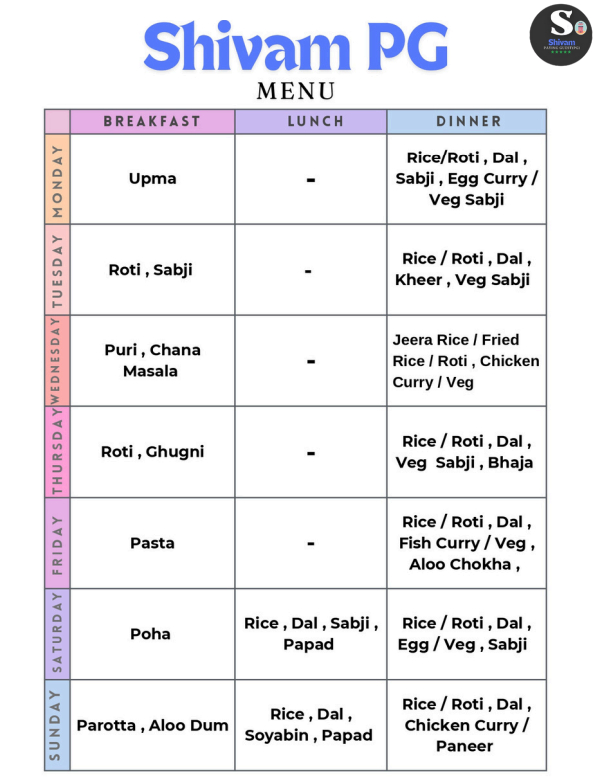 Shivam PG
S
Shivam
PAYING GUEST(PG)
MENU
BREAKFAST
LUNCH
DINNER
MONDAY
Upma
-
Rice/Roti , Dal ,
Sabji , Egg Curry /
Veg Sabji
TUESDAY
Roti , Sabji
-
Rice / Roti , Dal ,
Kheer , Veg Sabji
WEDNESDAY
Puri , Chana
Masala
-
Jeera Rice / Fried
Rice / Roti , Chicken
Curry / Veg
THURSDAY
Roti , Ghugni
-
Rice / Roti , Dal ,
Veg Sabji , Bhaja
FRIDAY
Pasta
-
Rice / Roti , Dal ,
Fish Curry / Veg ,
Aloo Chokha ,
SATURDAY
Poha
Rice , Dal , Sabji ,
Papad
Rice / Roti , Dal ,
Egg / Veg , Sabji
SUNDAY
Parotta , Aloo Dum
Rice , Dal ,
Soyabin , Papad
Rice / Roti , Dal ,
Chicken Curry /
Paneer